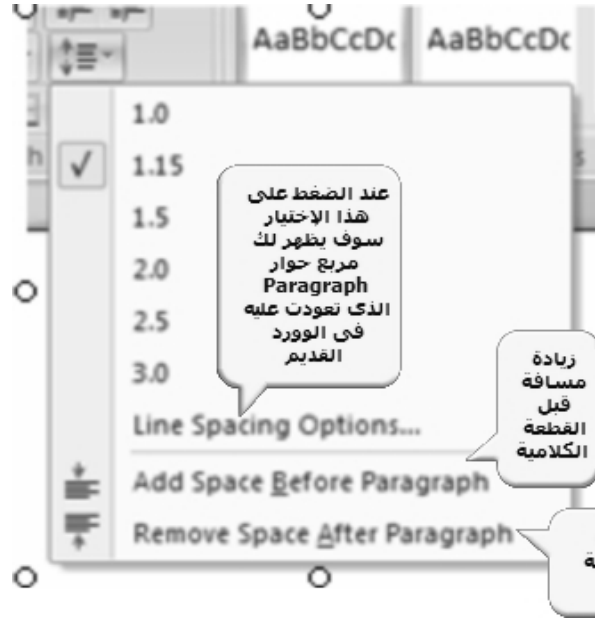 AaBbCcDc AaBbCcDc
1.0
1.15
1.5
2.0
2.5
3.0
عند الضغط على
هذا الإختيار
سوف يظهر لك
مربع حوار
Paragraph
الذى تعودت عليه
فى الوورد
القديم
Line Spacing Options...
زيادة
مسافة
قبل
القطعة
الكلامية
Add Space Before Paragraph
Remove Space After Paragraph